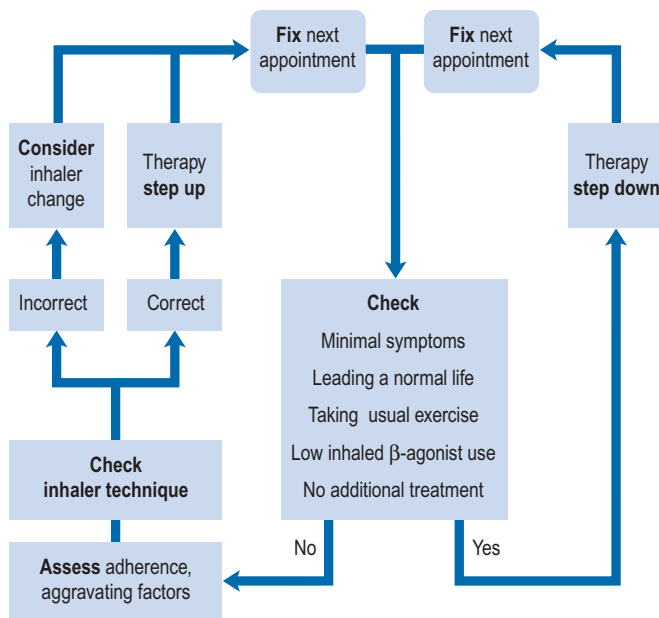 Fix next
appointment
Fix next
appointment
Consider
inhaler
change
Therapy
step up
Therapy
step down
Incorrect
Correct
Check
Minimal symptoms
Leading a normal life
Taking usual exercise
Low inhaled β-agonist use
No additional treatment
Check
inhaler technique
No
Yes
Assess adherence,
aggravating factors